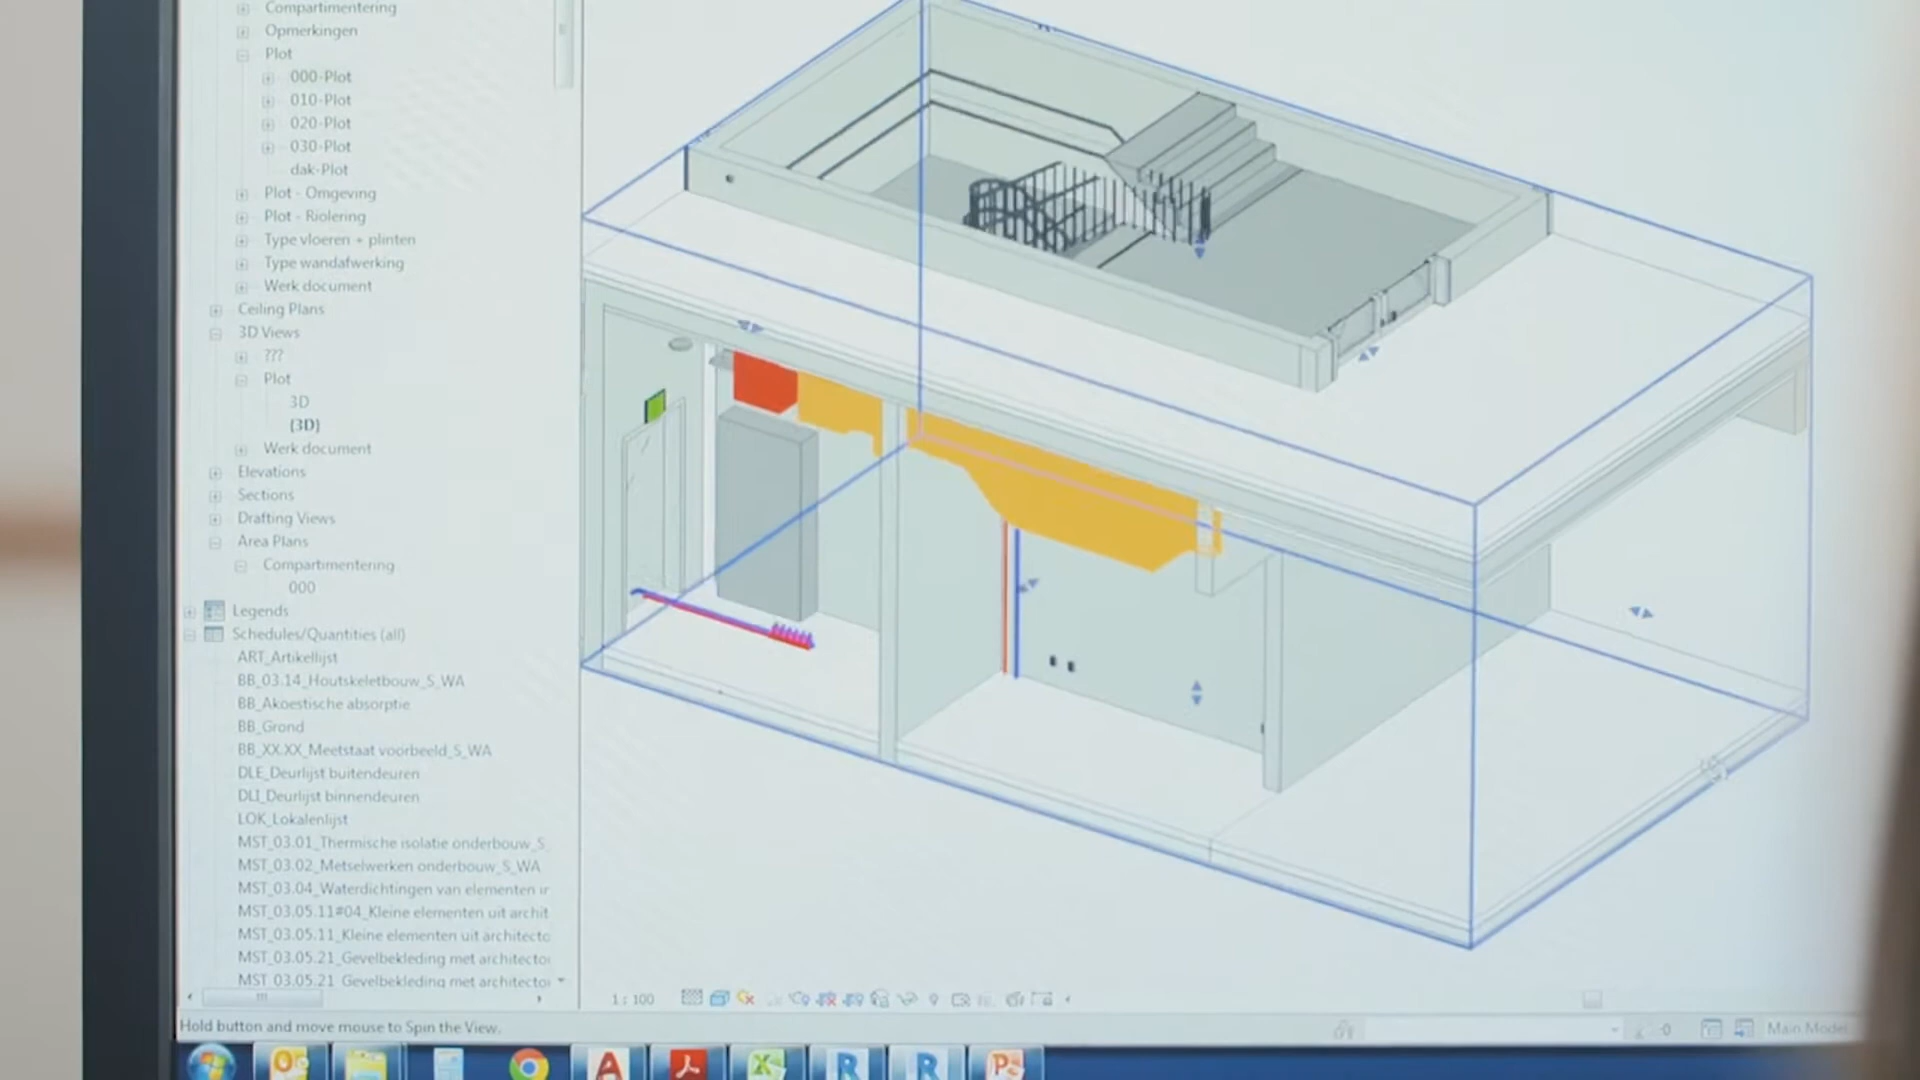 Compartimentering
Opmerkingen
Plot
000-Plot
010-Plot
020-Plot
030-Plot
dak-Plot
Plot - Omgeving
Plot - Riolering
Type vloeren + plinten
Type wandafwerking
Werk document
Ceiling Plans
3D Views
???
Plot
3D
{3D}
Werk document
Elevations
Sections
Drafting Views
Area Plans
Compartimentering
000
Legends
Schedules/Quantities (all)
ART_Artikellijst
BB_03.14_Houtskeletbouw_S_WA
BB_Akoestische absorptie
BB_Grond
BB_XX.XX_Meetstaat voorbeeld_S_WA
DLE_Deurlijst buitendeuren
DLI_Deurlijst binnendeuren
LOK_Lokalenlijst
MST_03.01_Thermische isolatie onderbouw_S_
MST_03.02_Metselwerken onderbouw_S_WA
MST_03.04_Waterdichtingen van elementen ir
MST_03.05.11#04_Kleine elementen uit archit
MST_03.05.11_Kleine elementen uit architecto
MST_03.05.21_Gevelbekleding met architector
MST_03.05.21_Gevelbekleding met architector
1 : 100
Hold button and move mouse to Spin the View.
:0
Main Model